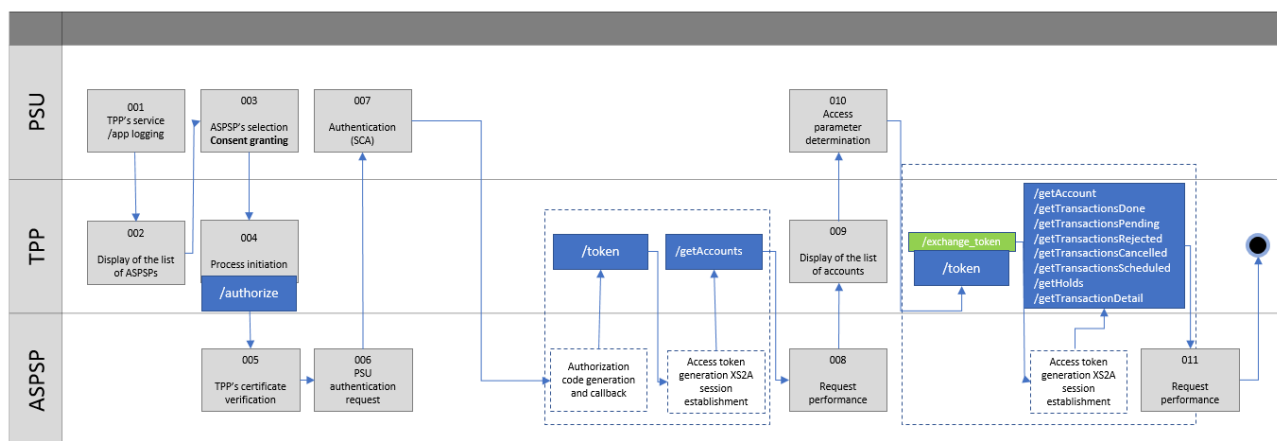 PSU
001
TPP's service
/app logging
003
ASPSP's selection
Consent granting
007
Authentication
(SCA)
010
Access
parameter
determination
TPP
002
Display of the list
of ASPSPs
004
Process initiation
/authorize
/token
/getAccounts
009
Display of the list
of accounts
/exchange_token
/token
/getAccount
/getTransactionsDone
/getTransactionsPending
/getTransactionsRejected
/getTransactionsCancelled
/getTransactionsScheduled
/getHolds
/getTransactionDetail
ASPSP
005
TPP's certificate
verification
006
PSU
authentication
request
Authorization
code generation
and callback
Access token
generation XS2A
session
establishment
008
Request
performance
Access token
generation XS2A
session
establishment
011
Request
performance